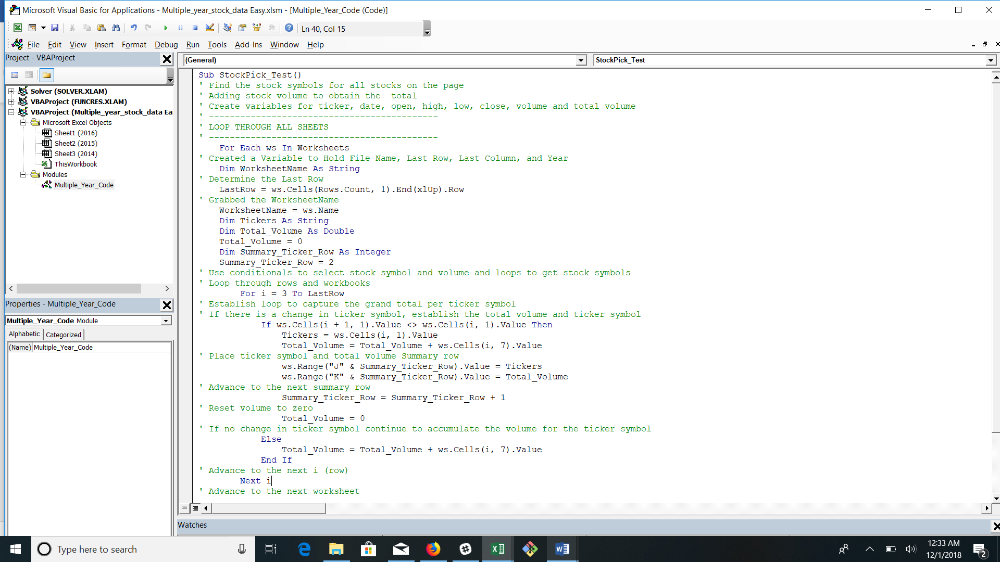 Microsoft Visual Basic for Applications - Multiple_year_stock_data Easy.xlsm - [Multiple_Year_Code (Code)]
Ln 40, Col 15
File Edit View Insert Format Debug Run Tools Add-Ins Window Help
Project - VBAProject
(General)
StockPick_Test
Solver (SOLVER.XLAM)
VBAProject (FUNCRES.XLAM)
VBAProject (Multiple_year_stock_data Ea
Microsoft Excel Objects
Sheet1 (2016)
Sheet2 (2015)
Sheet3 (2014)
ThisWorkbook
Modules
Multiple_Year_Code
Properties - Multiple_Year_Code
Multiple_Year_Code Module
Alphabetic Categorized
(Name) Multiple_Year_Code
Sub StockPick_Test()
' Find the stock symbols for all stocks on the page
' Adding stock volume to obtain the  total
' Create variables for ticker, date, open, high, low, close, volume and total volume
' --------------------------------------------
' LOOP THROUGH ALL SHEETS
' --------------------------------------------
For Each ws In Worksheets
' Created a Variable to Hold File Name, Last Row, Last Column, and Year
Dim WorksheetName As String
' Determine the Last Row
LastRow = ws.Cells(Rows.Count, 1).End(xlUp).Row
' Grabbed the WorksheetName
WorksheetName = ws.Name
Dim Tickers As String
Dim Total_Volume As Double
Total_Volume = 0
Dim Summary_Ticker_Row As Integer
Summary_Ticker_Row = 2
' Use conditionals to select stock symbol and volume and loops to get stock symbols
' Loop through rows and workbooks
For i = 3 To LastRow
' Establish loop to capture the grand total per ticker symbol
' If there is a change in ticker symbol, establish the total volume and ticker symbol
If ws.Cells(i + 1, 1).Value <> ws.Cells(i, 1).Value Then
Tickers = ws.Cells(i, 1).Value
Total_Volume = Total_Volume + ws.Cells(i, 7).Value
' Place ticker symbol and total volume Summary row
ws.Range("J" & Summary_Ticker_Row).Value = Tickers
ws.Range("K" & Summary_Ticker_Row).Value = Total_Volume
' Advance to the next summary row
Summary_Ticker_Row = Summary_Ticker_Row + 1
' Reset volume to zero
Total_Volume = 0
' If no change in ticker symbol continue to accumulate the volume for the ticker symbol
Else
Total_Volume = Total_Volume + ws.Cells(i, 7).Value
End If
' Advance to the next i (row)
Next i
' Advance to the next worksheet
Watches
Type here to search
12:33 AM
12/1/2018
2